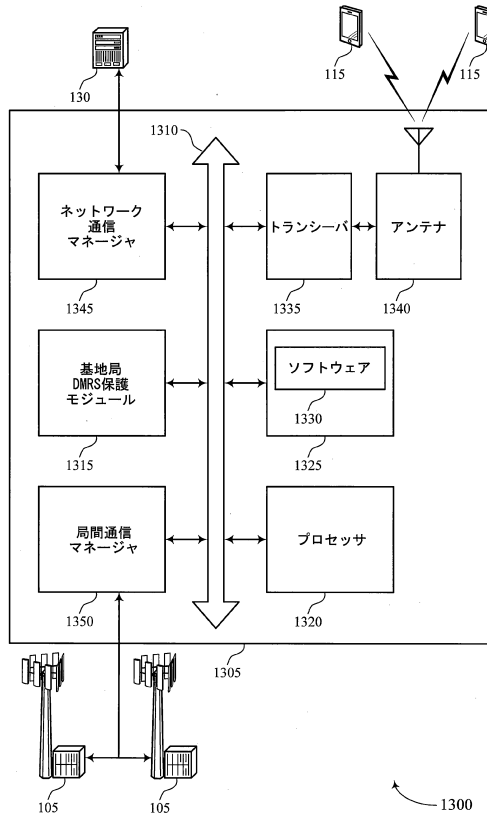 130
115
115
1310
ネットワーク
通信
マネージャ
1345
トランシーバ
1335
アンテナ
1340
基地局
DMRS保護
モジュール
1315
ソフトウェア
1330
1325
局間通信
マネージャ
1350
プロセッサ
1320
1305
105
105
1300